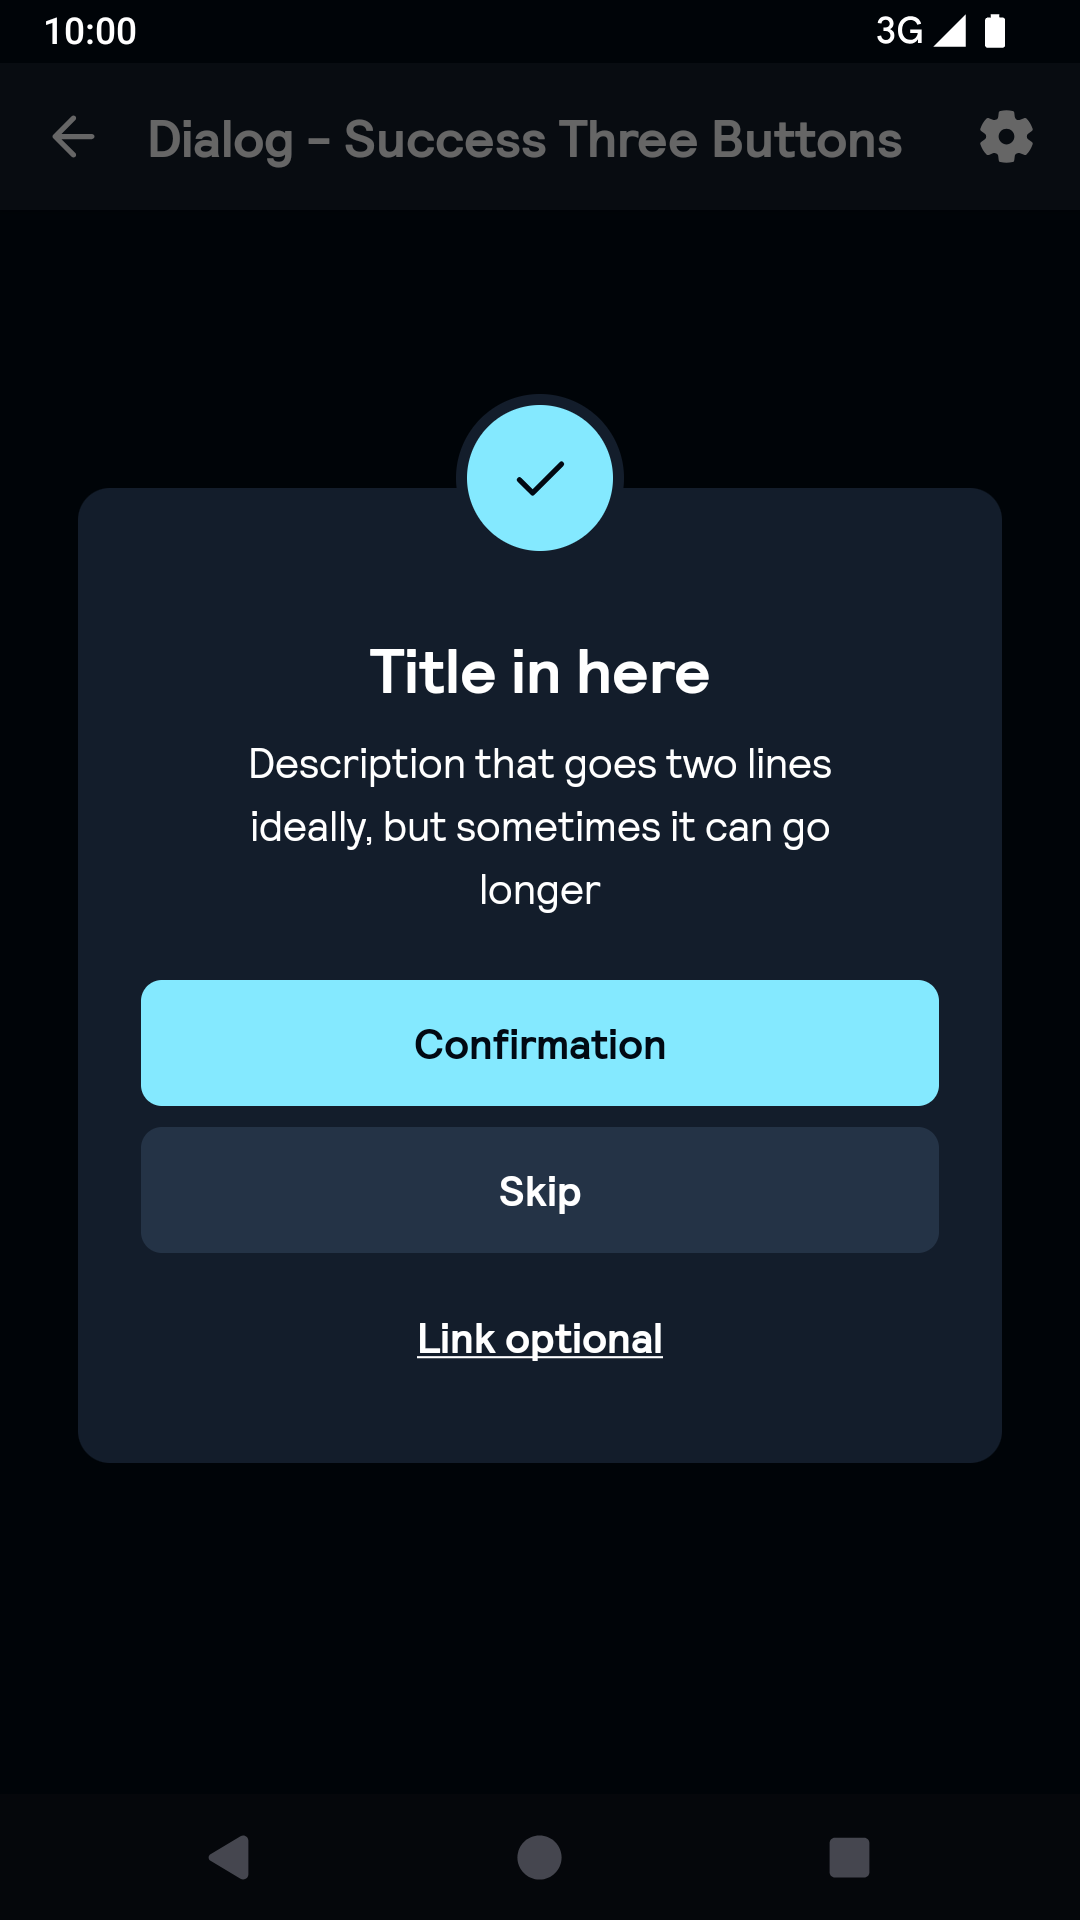 10:00
3G
Dialog - Success Three Buttons
Title in here
Description that goes two lines
ideally, but sometimes it can go
longer
Confirmation
Skip
Link optional